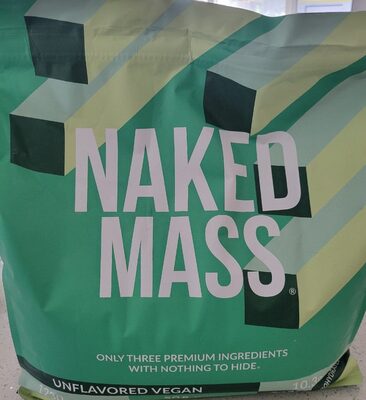 NAKED
MASS®
ONLY THREE PREMIUM INGREDIENTS
WITH NOTHING TO HIDE®
UNFLAVORED VEGAN